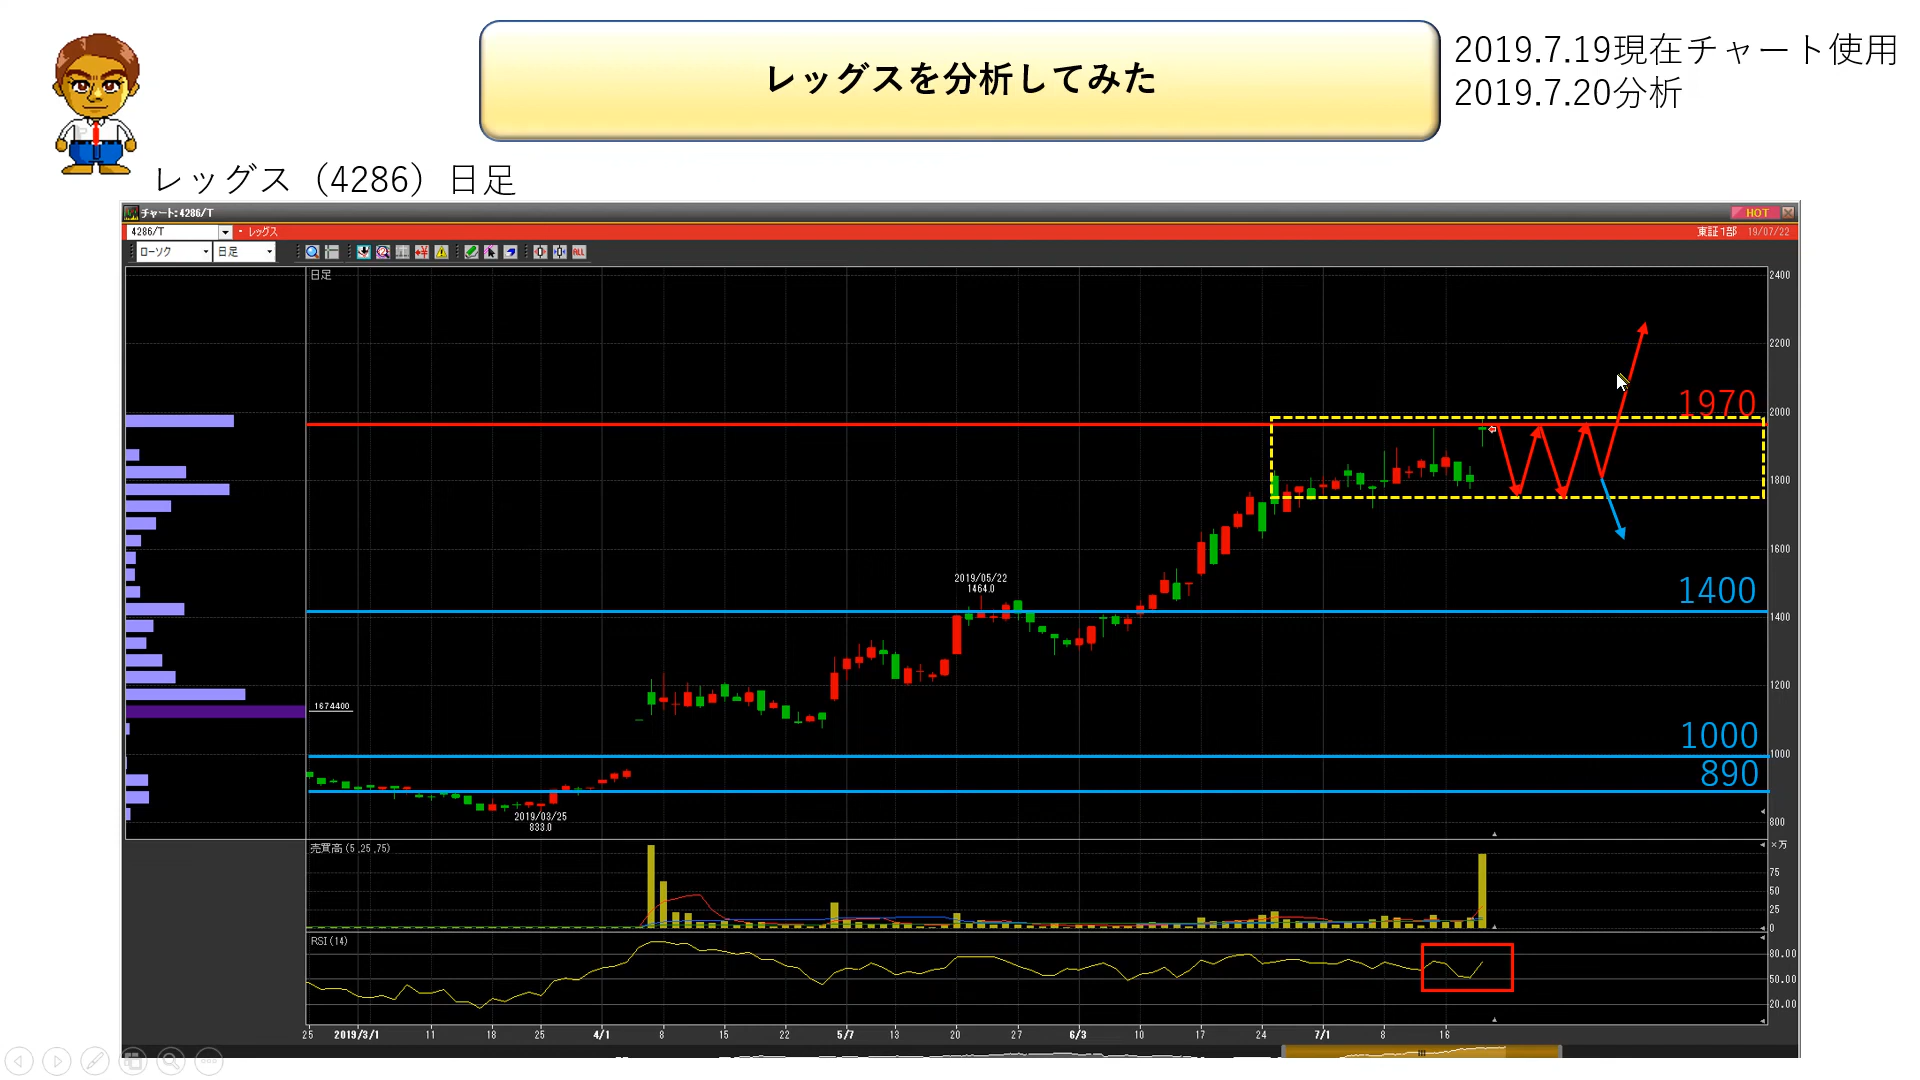 レッグスを分析してみた
2019.7.19現在チャート使用
2019.7.20分析
レッグス（4286）日足
チャート:4286/T
HOT
4286/T
・ レッグス
東証1部 19/07/22
ローソク
日足
ALL
日足
2400
2200
1970
2000
1800
1600
2019/05/22
1464.0
1400
1400
1200
1674400
1000
1000
890
2019/03/25
833.0
800
売買高(5 ,25 ,75)
×万
75
50
25
0
RSI(14)
80.00
50.00
20.00
25 2019/3/1 11 18 25 4/1 8 15 22 5/7 13 20 27 6/3 10 17 24 7/1 8 16